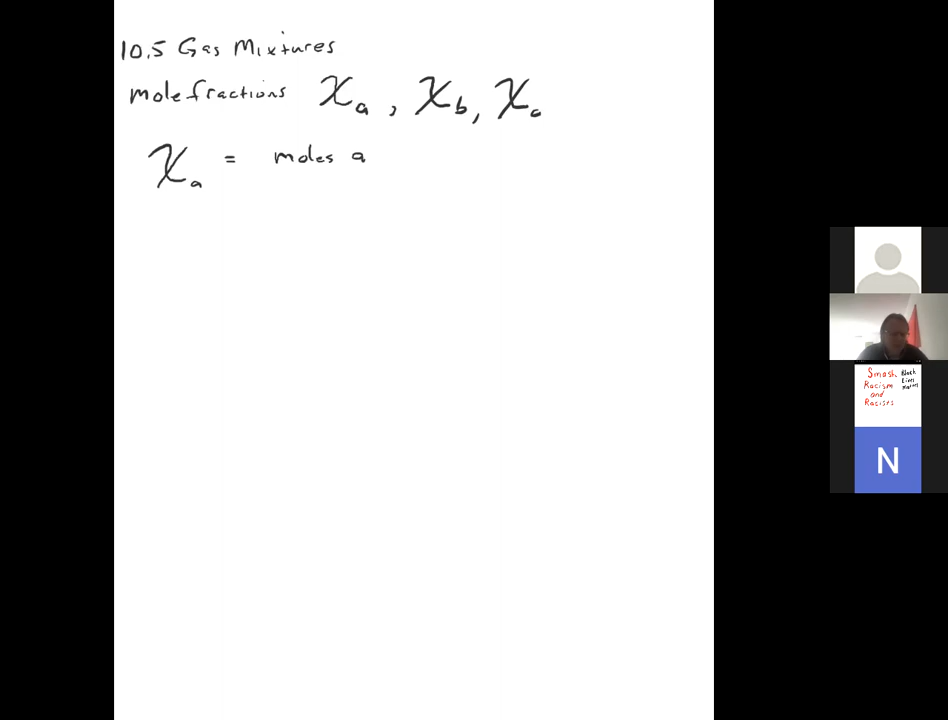 10.5 Gas Mixtures
mole fractions χa, χb, χc
χa = moles a
Smash
Racism
and
Racists
Black
Lives
Matter
N